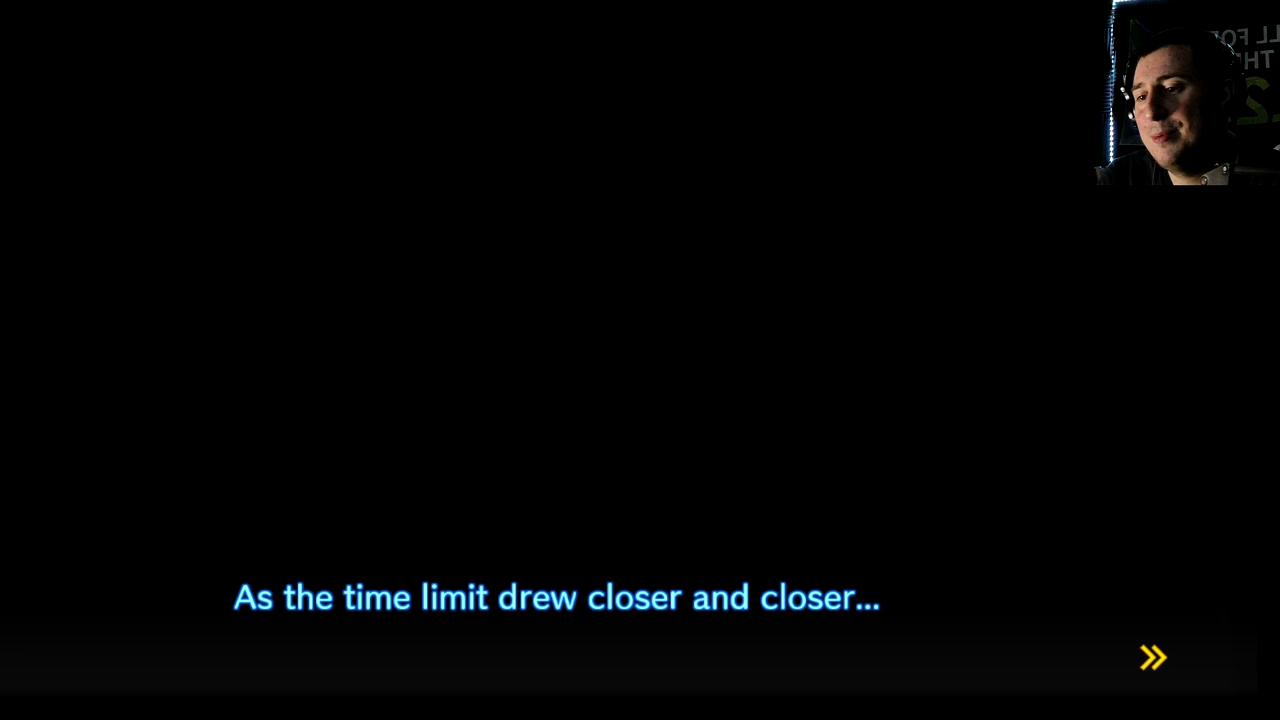 As the time limit drew closer and closer...